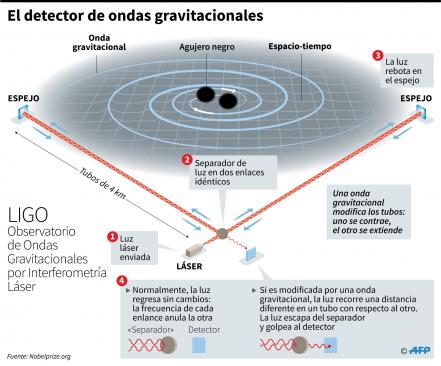 El detector de ondas gravitacionales
Onda
gravitacional
Agujero negro
Espacio-tiempo
3
La luz
rebota en
el espejo
ESPEJO
ESPEJO
2
Separador de
luz en dos enlaces
idénticos
Tubos de 4 km
Una onda
gravitacional
modifica los tubos:
uno se contrae,
el otro se extiende
LIGO
Observatorio
de Ondas
Gravitacionales
por Interferometría
Láser
1
Luz
láser
enviada
LÁSER
4
Normalmente, la luz
regresa sin cambios:
la frecuencia de cada
enlance anula la otra
«Separador»
Detector
Si es modificada por una onda
gravitacional, la luz recorre una distancia
diferente en un tubo con respecto al otro.
La luz escapa del separador
y golpea al detector
Fuente: Nobelprize.org
© AFP